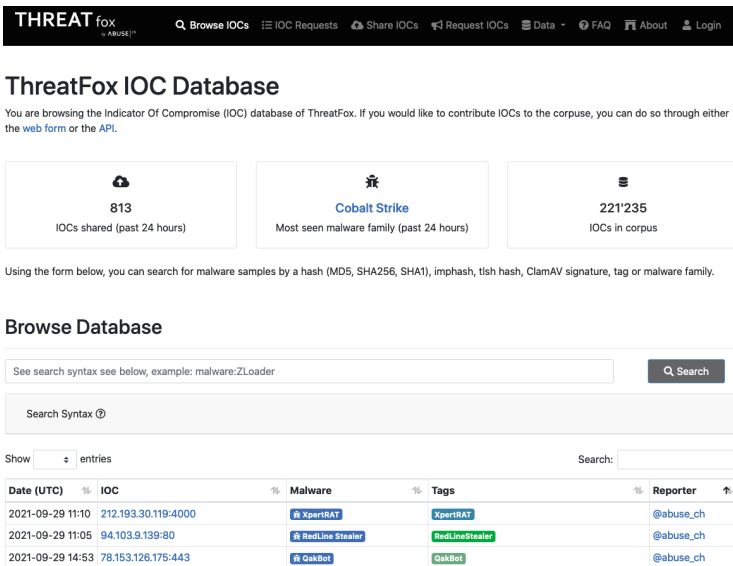 THREAT fox
by ABUSE|ch
Browse IOCs IOC Requests Share IOCs Request IOCs Data FAQ About Login
ThreatFox IOC Database
You are browsing the Indicator Of Compromise (IOC) database of ThreatFox. If you would like to contribute IOCs to the corpuse, you can do so through either
the web form or the API.
813
IOCs shared (past 24 hours)
Cobalt Strike
Most seen malware family (past 24 hours)
221'235
IOCs in corpus
Using the form below, you can search for malware samples by a hash (MD5, SHA256, SHA1), imphash, tlsh hash, ClamAV signature, tag or malware family.
Browse Database
See search syntax see below, example: malware:ZLoader
Search
Search Syntax
Show entries Search:
Date (UTC) IOC Malware Tags Reporter
2021-09-29 11:10 212.193.30.119:4000 XpertRAT XpertRAT @abuse_ch
2021-09-29 11:05 94.103.9.139:80 RedLine Stealer RedLineStealer @abuse_ch
2021-09-29 14:53 78.153.126.175:443 QakBot QakBot @abuse_ch